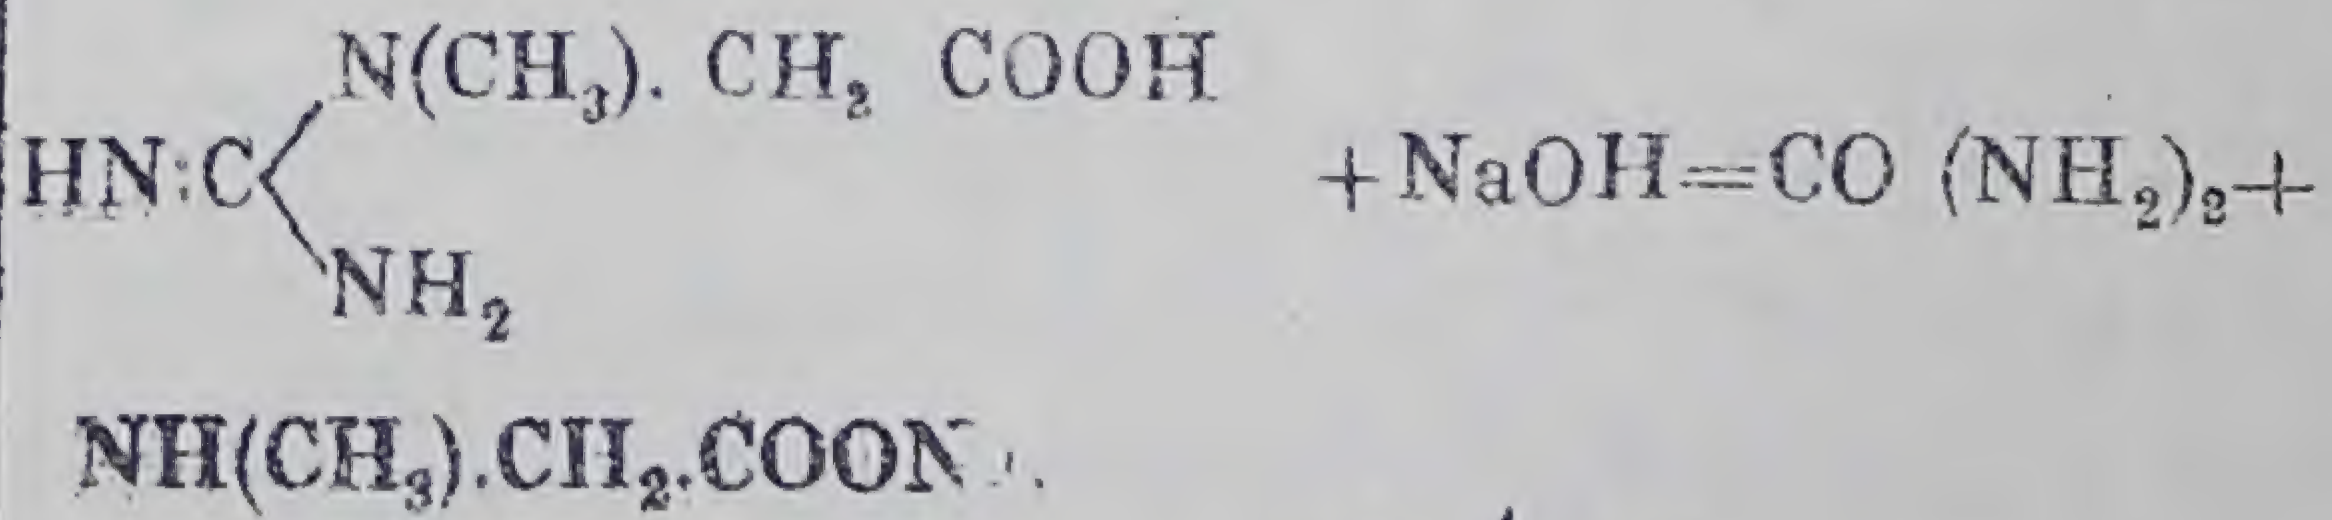 N(CH₃). CH₂ COOH
HN:C< +NaOH=CO (NH₂)₂+
NH₂
NH(CH₃).CH₂.COON